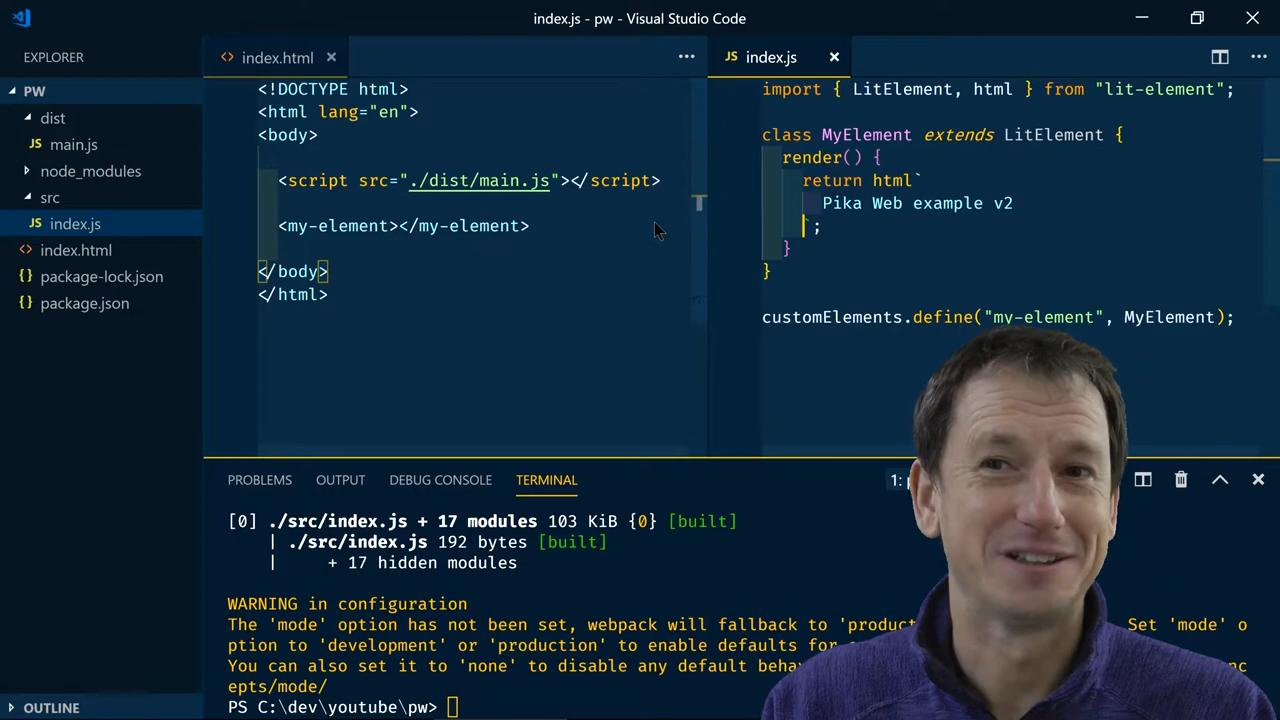 index.js - pw - Visual Studio Code
EXPLORER
PW
dist
JS main.js
node_modules
src
JS index.js
<> index.html
{} package-lock.json
{} package.json
OUTLINE
<> index.html
<!DOCTYPE html>
<html lang="en">
<body>
<script src="./dist/main.js"></script>
<my-element></my-element>
</body>
</html>
JS index.js
import { LitElement, html } from "lit-element";
class MyElement extends LitElement {
render() {
return html`
Pika Web example v2
`;
}
}
customElements.define("my-element", MyElement);
PROBLEMS OUTPUT DEBUG CONSOLE TERMINAL
1:
[0] ./src/index.js + 17 modules 103 KiB {0} [built]
| ./src/index.js 192 bytes [built]
| + 17 hidden modules
WARNING in configuration
The 'mode' option has not been set, webpack will fallback to 'produc Set 'mode' o
ption to 'development' or 'production' to enable defaults for
You can also set it to 'none' to disable any default behav nc
epts/mode/
PS C:\dev\youtube\pw>